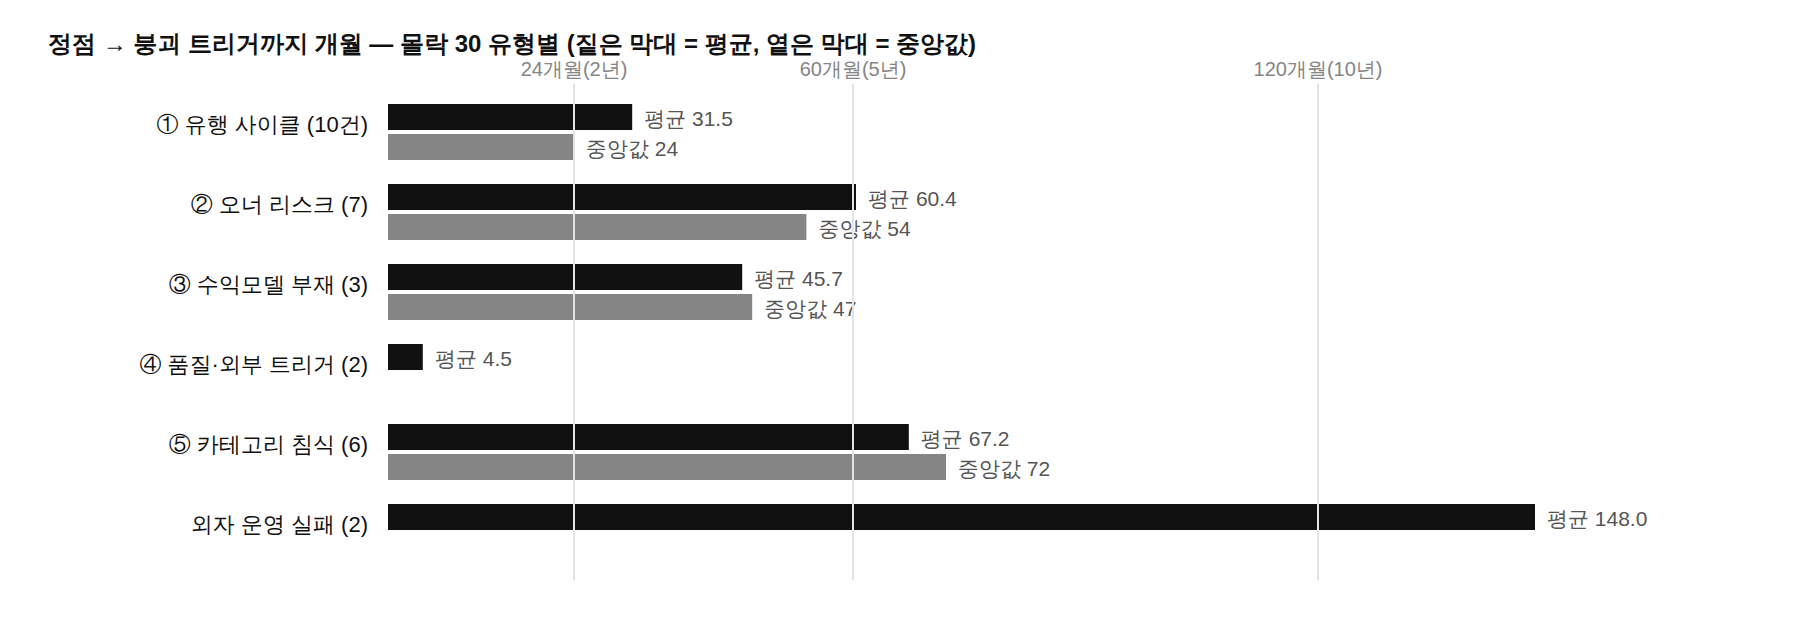 정점 → 붕괴 트리거까지 개월 — 몰락 30 유형별 (짙은 막대 = 평균, 옅은 막대 = 중앙값)
24개월(2년) 60개월(5년) 120개월(10년)
① 유행 사이클 (10건) 평균 31.5
중앙값 24
② 오너 리스크 (7) 평균 60.4
중앙값 54
③ 수익모델 부재 (3) 평균 45.7
중앙값 47
④ 품질·외부 트리거 (2) 평균 4.5
⑤ 카테고리 침식 (6) 평균 67.2
중앙값 72
외자 운영 실패 (2) 평균 148.0